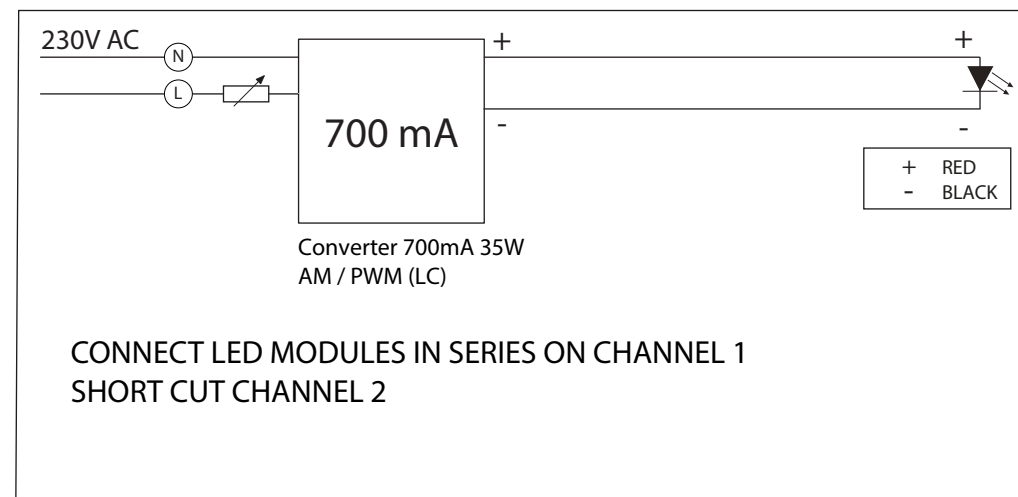 230V AC
N
L
+
-
700 mA
+
-
+ RED
- BLACK
Converter 700mA 35W
AM / PWM (LC)
CONNECT LED MODULES IN SERIES ON CHANNEL 1
SHORT CUT CHANNEL 2